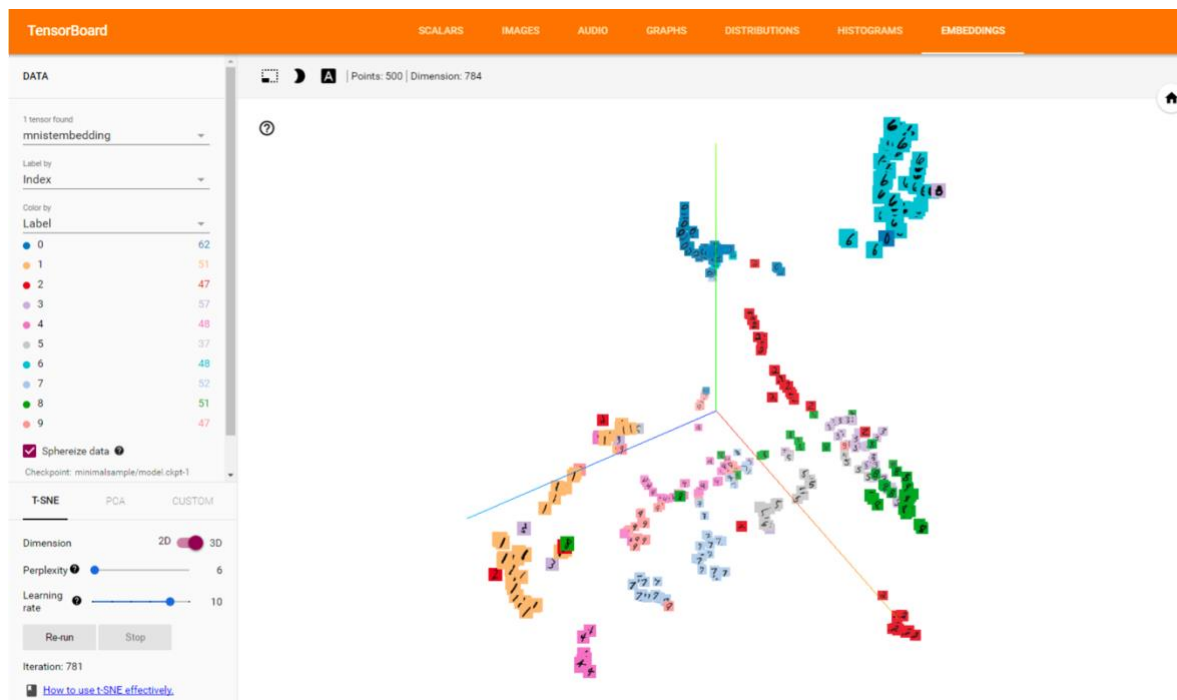 TensorBoard SCALARS IMAGES AUDIO GRAPHS DISTRIBUTIONS HISTOGRAMS EMBEDDINGS
DATA
A | Points: 500 | Dimension: 784
1 tensor found
mnistembedding
Label by
Index
Color by
Label
0 62
1 51
2 47
3 57
4 48
5 37
6 48
7 52
8 51
9 47
Sphereize data
Checkpoint: minimalsample/model.ckpt-1
T-SNE PCA CUSTOM
Dimension 2D 3D
Perplexity 6
Learning rate 10
Re-run Stop
Iteration: 781
How to use t-SNE effectively.